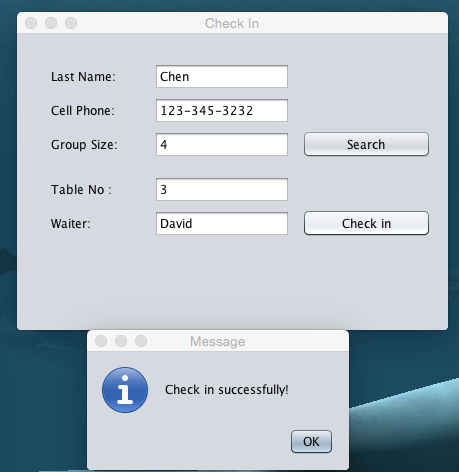 Check In
Last Name: Chen
Cell Phone: 123-345-3232
Group Size: 4 Search
Table No : 3
Waiter: David Check in
Message
Check in successfully!
OK